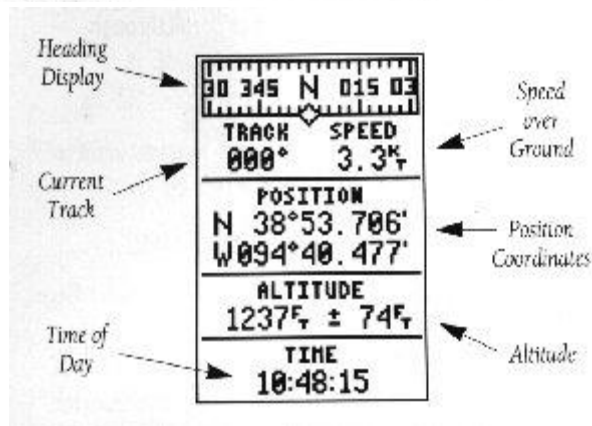 Heading
Display
30 345 N 015 03
Speed
over
Ground
TRACK SPEED
000° 3.3KT
Current
Track
POSITION
N 38°53.706'
W094°40.477'
Position
Coordinates
ALTITUDE
1237FT ± 74FT
Altitude
Time of
Day
TIME
10:48:15